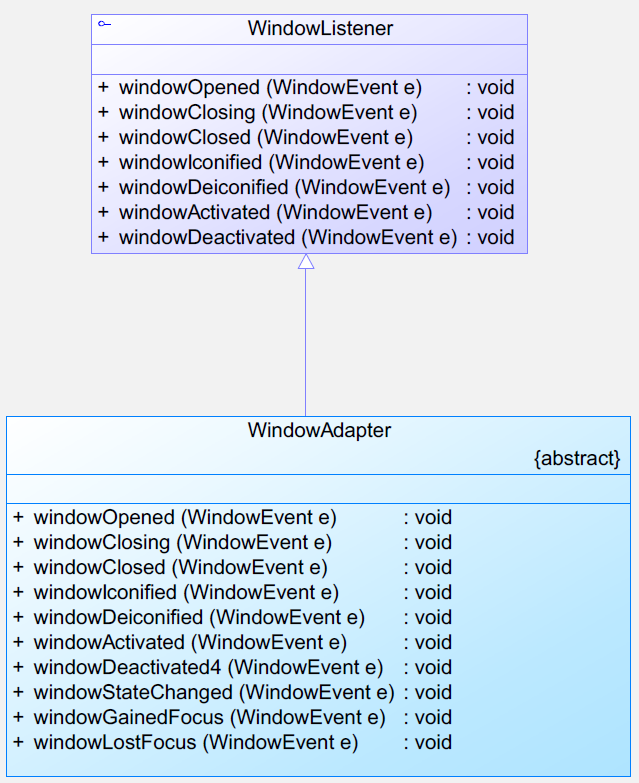 WindowListener
+ windowOpened (WindowEvent e) : void
+ windowClosing (WindowEvent e) : void
+ windowClosed (WindowEvent e) : void
+ windowIconified (WindowEvent e) : void
+ windowDeiconified (WindowEvent e) : void
+ windowActivated (WindowEvent e) : void
+ windowDeactivated (WindowEvent e) : void
WindowAdapter
{abstract}
+ windowOpened (WindowEvent e) : void
+ windowClosing (WindowEvent e) : void
+ windowClosed (WindowEvent e) : void
+ windowIconified (WindowEvent e) : void
+ windowDeiconified (WindowEvent e) : void
+ windowActivated (WindowEvent e) : void
+ windowDeactivated4 (WindowEvent e) : void
+ windowStateChanged (WindowEvent e) : void
+ windowGainedFocus (WindowEvent e) : void
+ windowLostFocus (WindowEvent e) : void